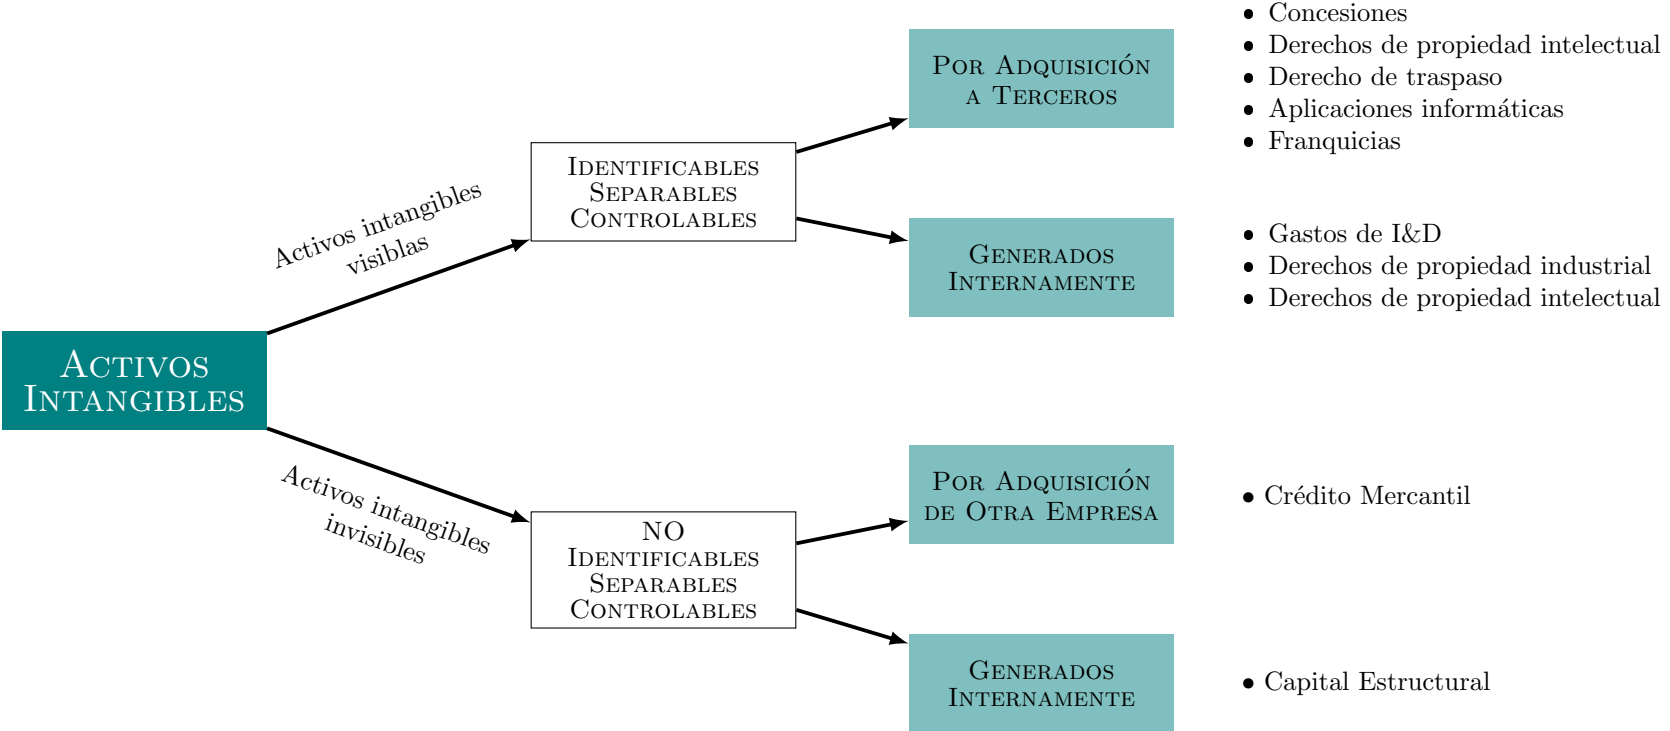 Activos
Intangibles
Activos intangibles
visiblas
Activos intangibles
invisibles
Identificables
Separables
Controlables
NO
Identificables
Separables
Controlables
Por Adquisición
a Terceros
• Concesiones
• Derechos de propiedad intelectual
• Derecho de traspaso
• Aplicaciones informáticas
• Franquicias
Generados
Internamente
• Gastos de I&D
• Derechos de propiedad industrial
• Derechos de propiedad intelectual
Por Adquisición
de Otra Empresa
• Crédito Mercantil
Generados
Internamente
• Capital Estructural